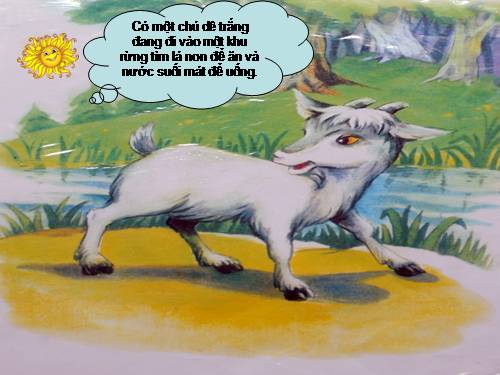 Có một chú dê trắng
đang đi vào một khu
rừng tìm lá non để ăn và
nước suối mát để uống.